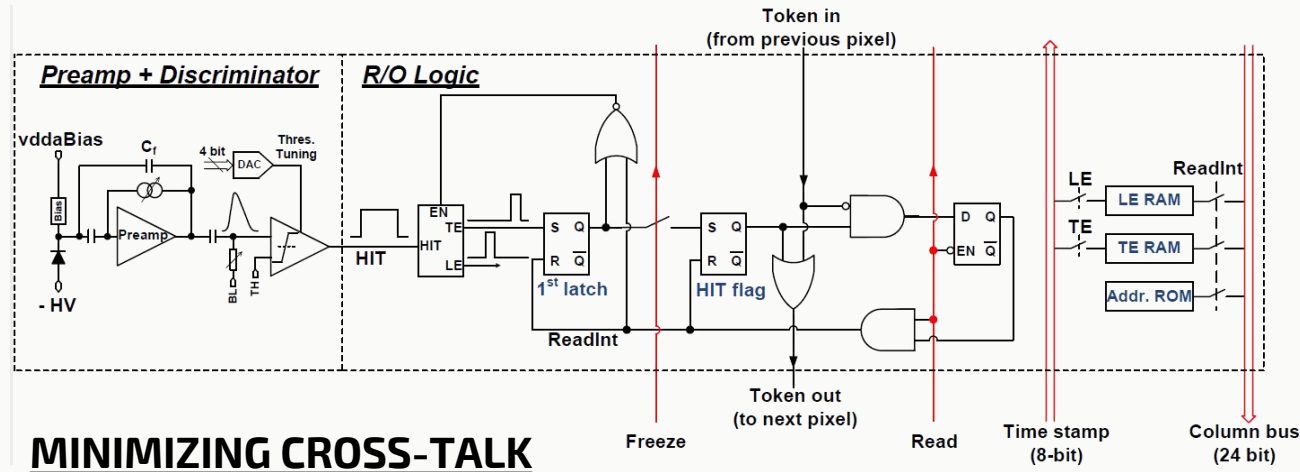 Token in
(from previous pixel)
Preamp + Discriminator
R/O Logic
vddaBias
Cf
4 bit
DAC
Thres.
Tuning
Bias
Preamp
BL
TH
- HV
HIT
EN
TE
HIT
LE
S Q
R Q
1st latch
ReadInt
S Q
R Q
HIT flag
D Q
EN Q
LE
TE
ReadInt
LE RAM
TE RAM
Addr. ROM
Token out
(to next pixel)
Freeze
Read
Time stamp
(8-bit)
Column bus
(24 bit)
MINIMIZING CROSS-TALK